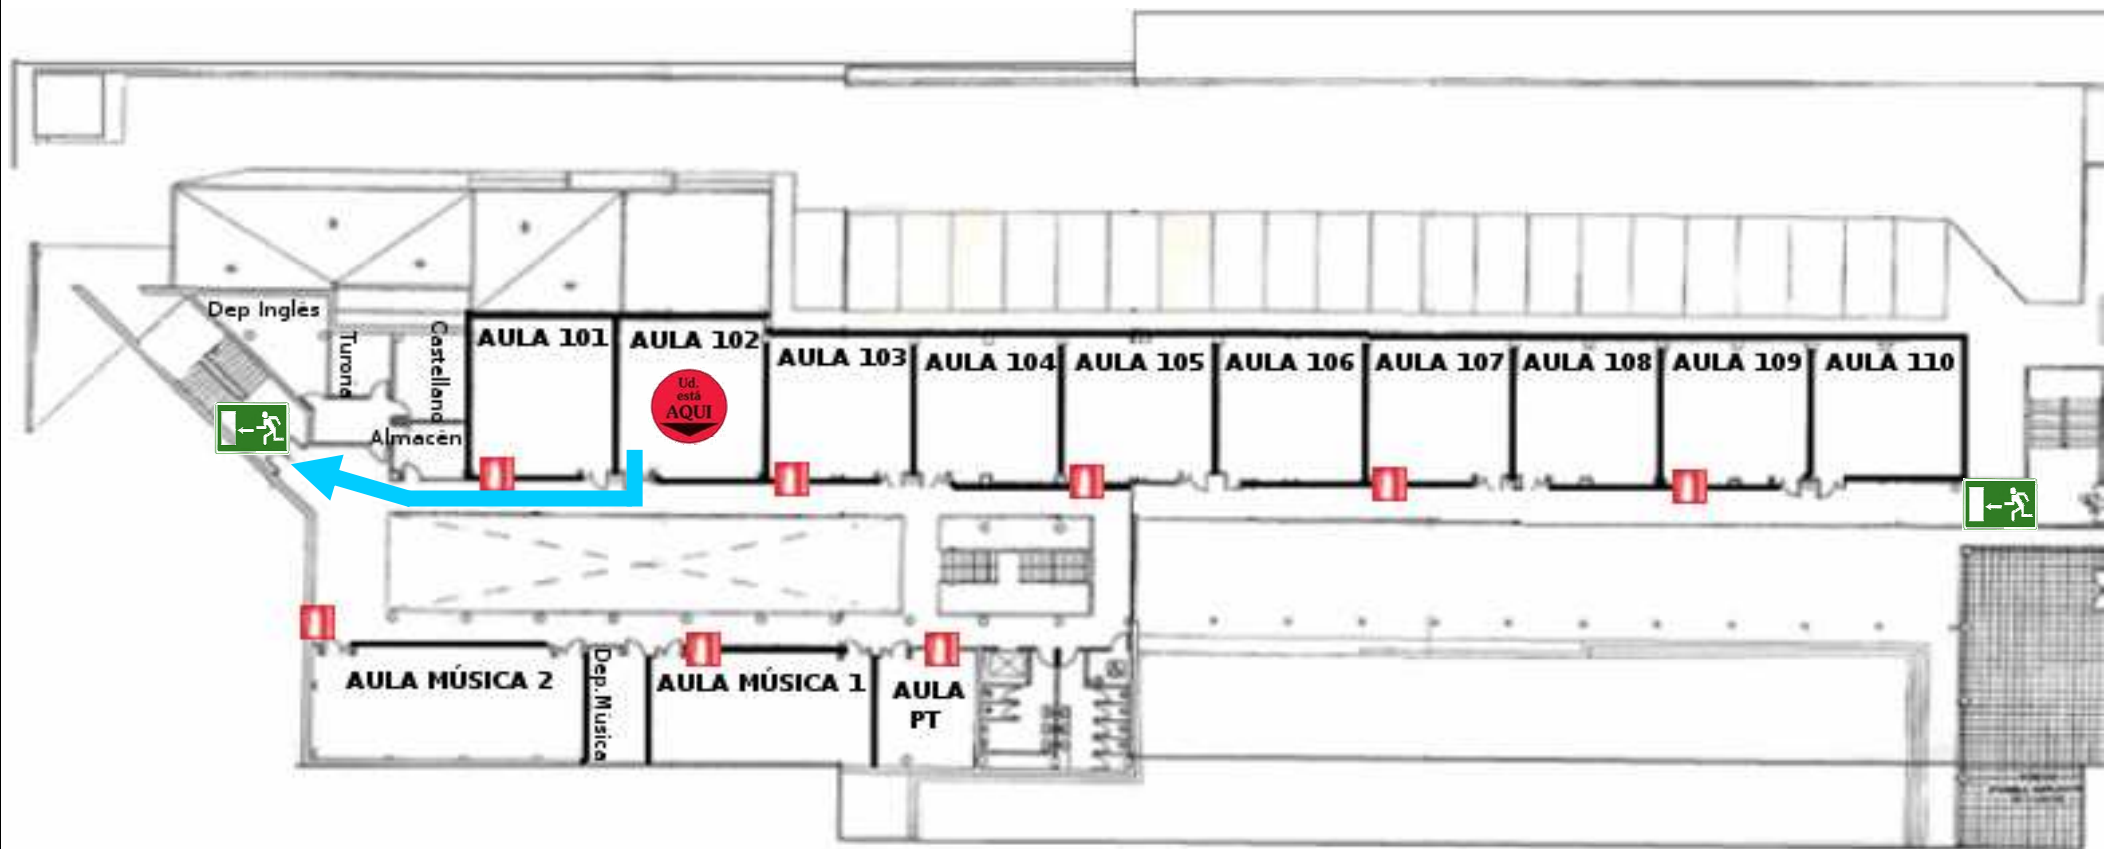 Dep Inglés
Turona
Castellano
Almacén
AULA 101
AULA 102
Ud.
está
AQUI
AULA 103
AULA 104
AULA 105
AULA 106
AULA 107
AULA 108
AULA 109
AULA 110
AULA MÚSICA 2
Dep.Música
AULA MÚSICA 1
AULA
PT